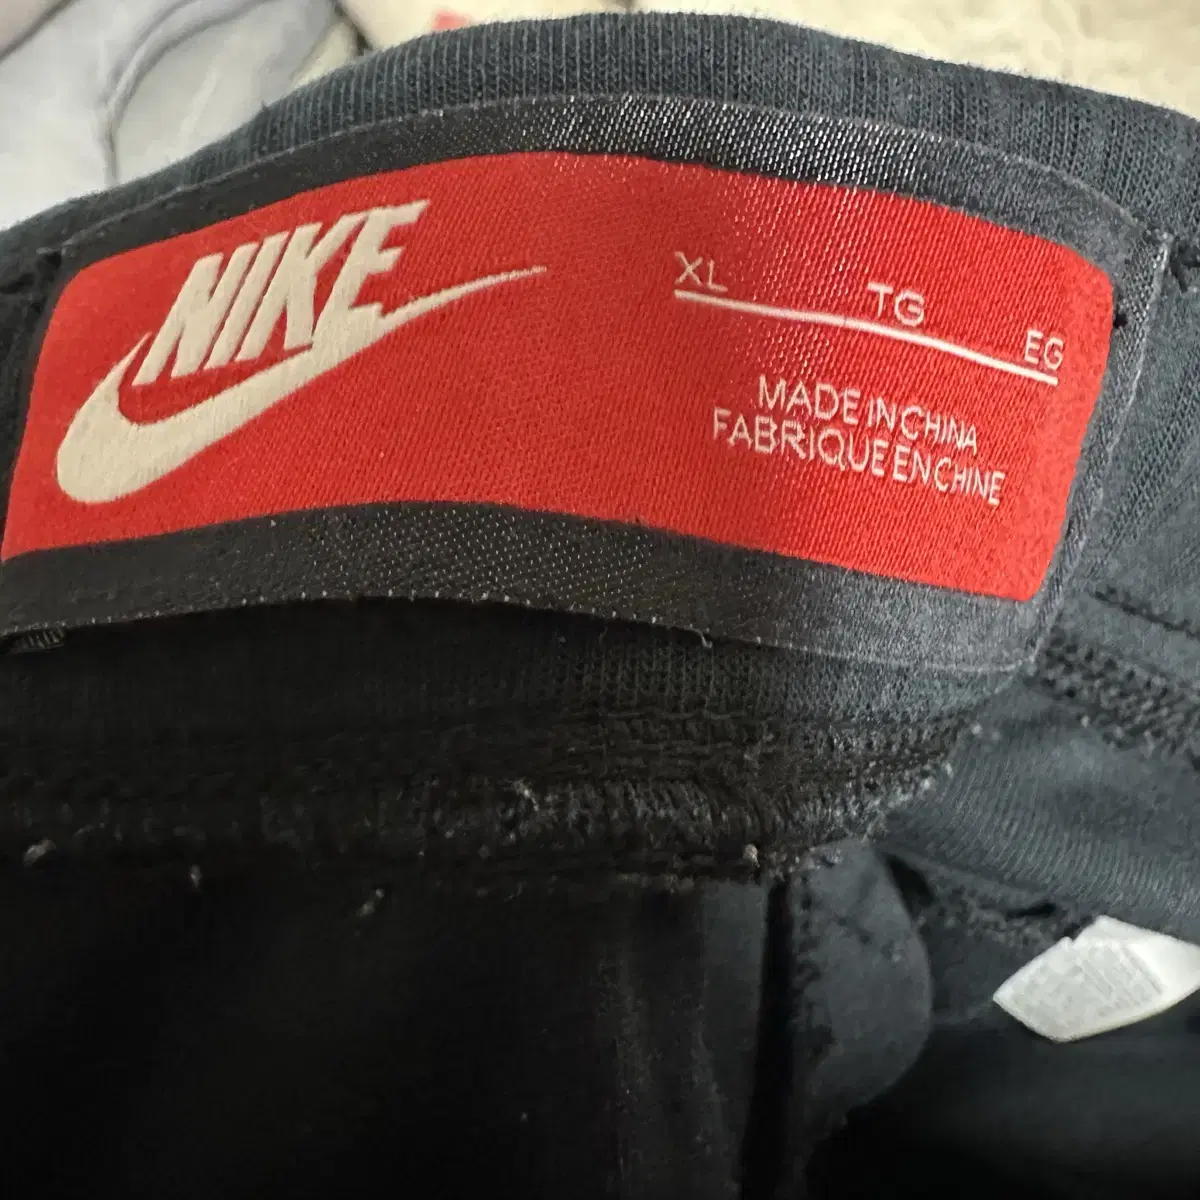 NIKE
XL TG EG
MADE IN CHINA
FABRIQUE EN CHINE